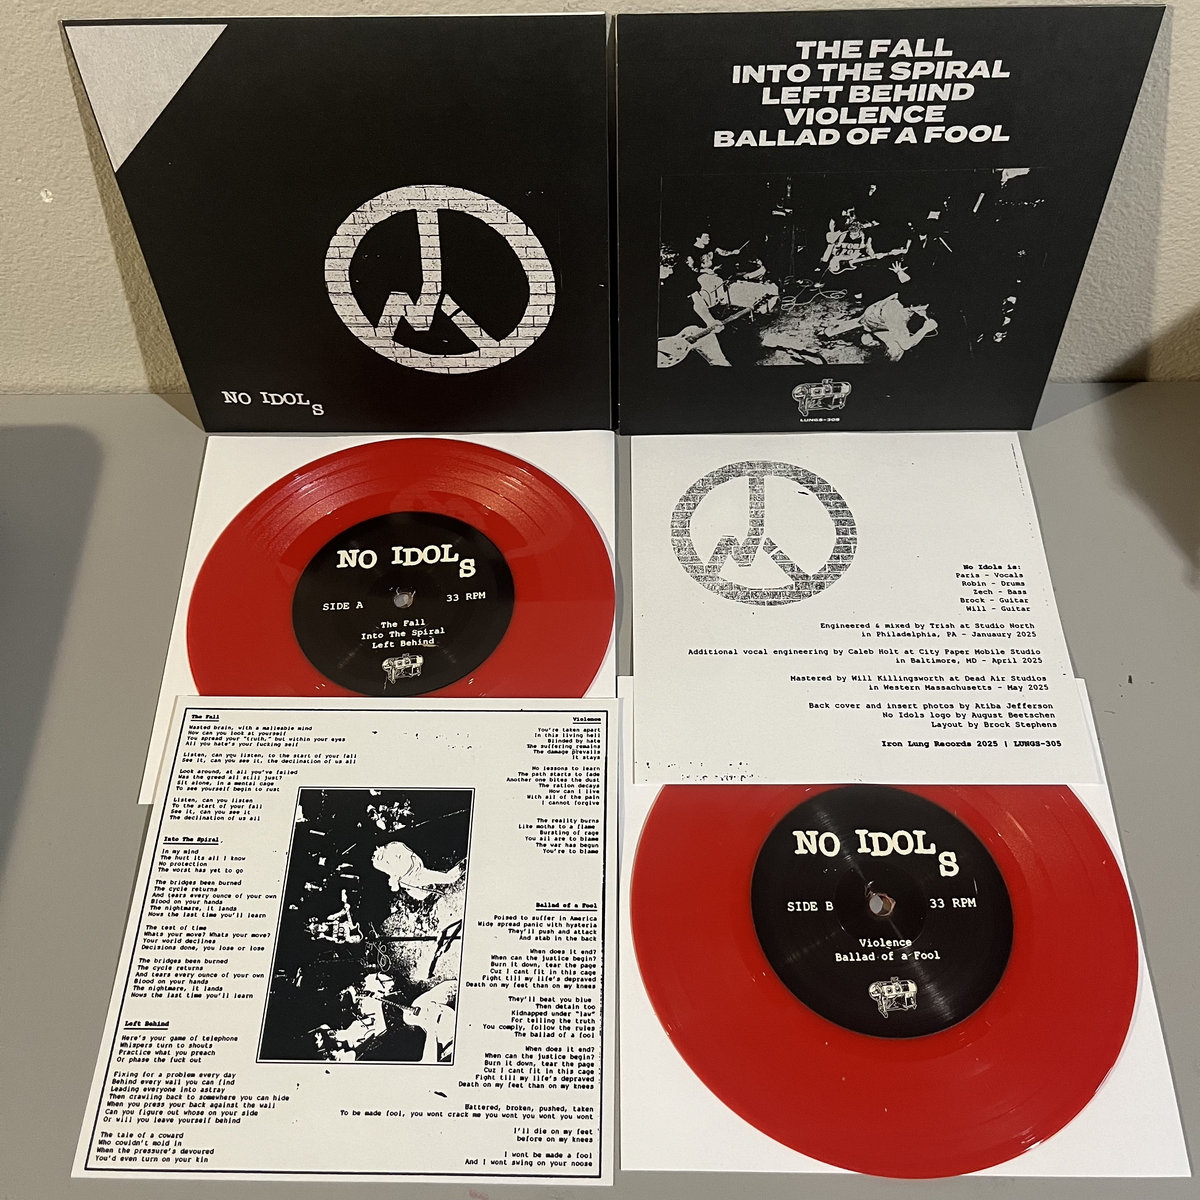 NO IDOLS
THE FALL
INTO THE SPIRAL
LEFT BEHIND
VIOLENCE
BALLAD OF A FOOL
LUNGS-305
NO IDOLS
SIDE A
33 RPM
The Fall
Into The Spiral
Left Behind
No Idols is:
Paris - Vocals
Robin - Drums
Zech - Bass
Brock - Guitar
Will - Guitar
Engineered & mixed by Trish at Studio North
in Philadelphia, PA - Januaury 2025
Additional vocal engineering by Caleb Holt at City Paper Mobile Studio
in Baltimore, MD - April 2025
Mastered by Will Killingsworth at Dead Air Studios
in Western Massachusetts - May 2025
Back cover and insert photos by Atiba Jefferson
No Idols logo by August Beetschen
Layout by Brock Stephens
Iron Lung Records 2025 | LUNGS-305
The Fall
Wasted brain, with a malleable mind
How can you look at yourself
You spread your "truth," but within your eyes
All you hate's your fucking self
Listen, can you listen, to the start of your fall
See it, can you see it, the declination of us all
Look around, at all you've failed
Was the greed all still just?
Sit alone, in a mental cage
To see yourself begin to rust
Listen, can you listen
To the start of your fall
See it, can you see it
The declination of us all
Into The Spiral
In my mind
The hurt its all I know
No protection
The worst has yet to go
The bridges been burned
The cycle returns
And tears every ounce of your own
Blood on your hands
The nightmare, it lands
Nows the last time you'll learn
The test of time
Whats your move? Whats your move?
Your world declines
Decisions done, you lose or lose
The bridges been burned
The cycle returns
And tears every ounce of your own
Blood on your hands
The nightmare, it lands
Nows the last time you'll learn
Left Behind
Here's your game of telephone
Whispers turn to shouts
Practice what you preach
Or phase the fuck out
Fixing for a problem every day
Behind every wall you can find
Leading everyone into astray
Then crawling back to somewhere you can hide
When you press your back against the wall
Can you figure out whose on your side
Or will you leave yourself behind
The tale of a coward
Who couldn't mold in
When the pressure's devoured
You'd even turn on your kin
Violence
You're taken apart
In this living hell
Blinded by hate
The suffering remains
The damage prevails
It stays
No lessons to learn
The path starts to fade
Another one bites the dust
The ration decays
How can I live
With all of the pain
I cannot forgive
The reality burns
Like moths to a flame
Bursting of rage
You all are to blame
The war has begun
You're to blame
Ballad of a Fool
Poised to suffer in America
Wide spread panic with hysteria
They'll push and attack
And stab in the back
When does it end?
When can the justice begin?
Burn it down, tear the page
Cuz I cant fit in this cage
Fight till my life's depraved
Death on my feet than on my knees
They'll beat you blue
Then detain too
Kidnapped under "law"
For telling the truth
You comply, follow the rules
The ballad of a fool
When does it end?
When can the justice begin?
Burn it down, tear the page
Cuz I cant fit in this cage
Fight till my life's depraved
Death on my feet than on my knees
Battered, broken, pushed, taken
To be made fool, you wont crack me you wont you wont you wont
I'll die on my feet
before on my knees
I wont be made a fool
And I wont swing on your noose
NO IDOLS
SIDE B
33 RPM
Violence
Ballad of a Fool